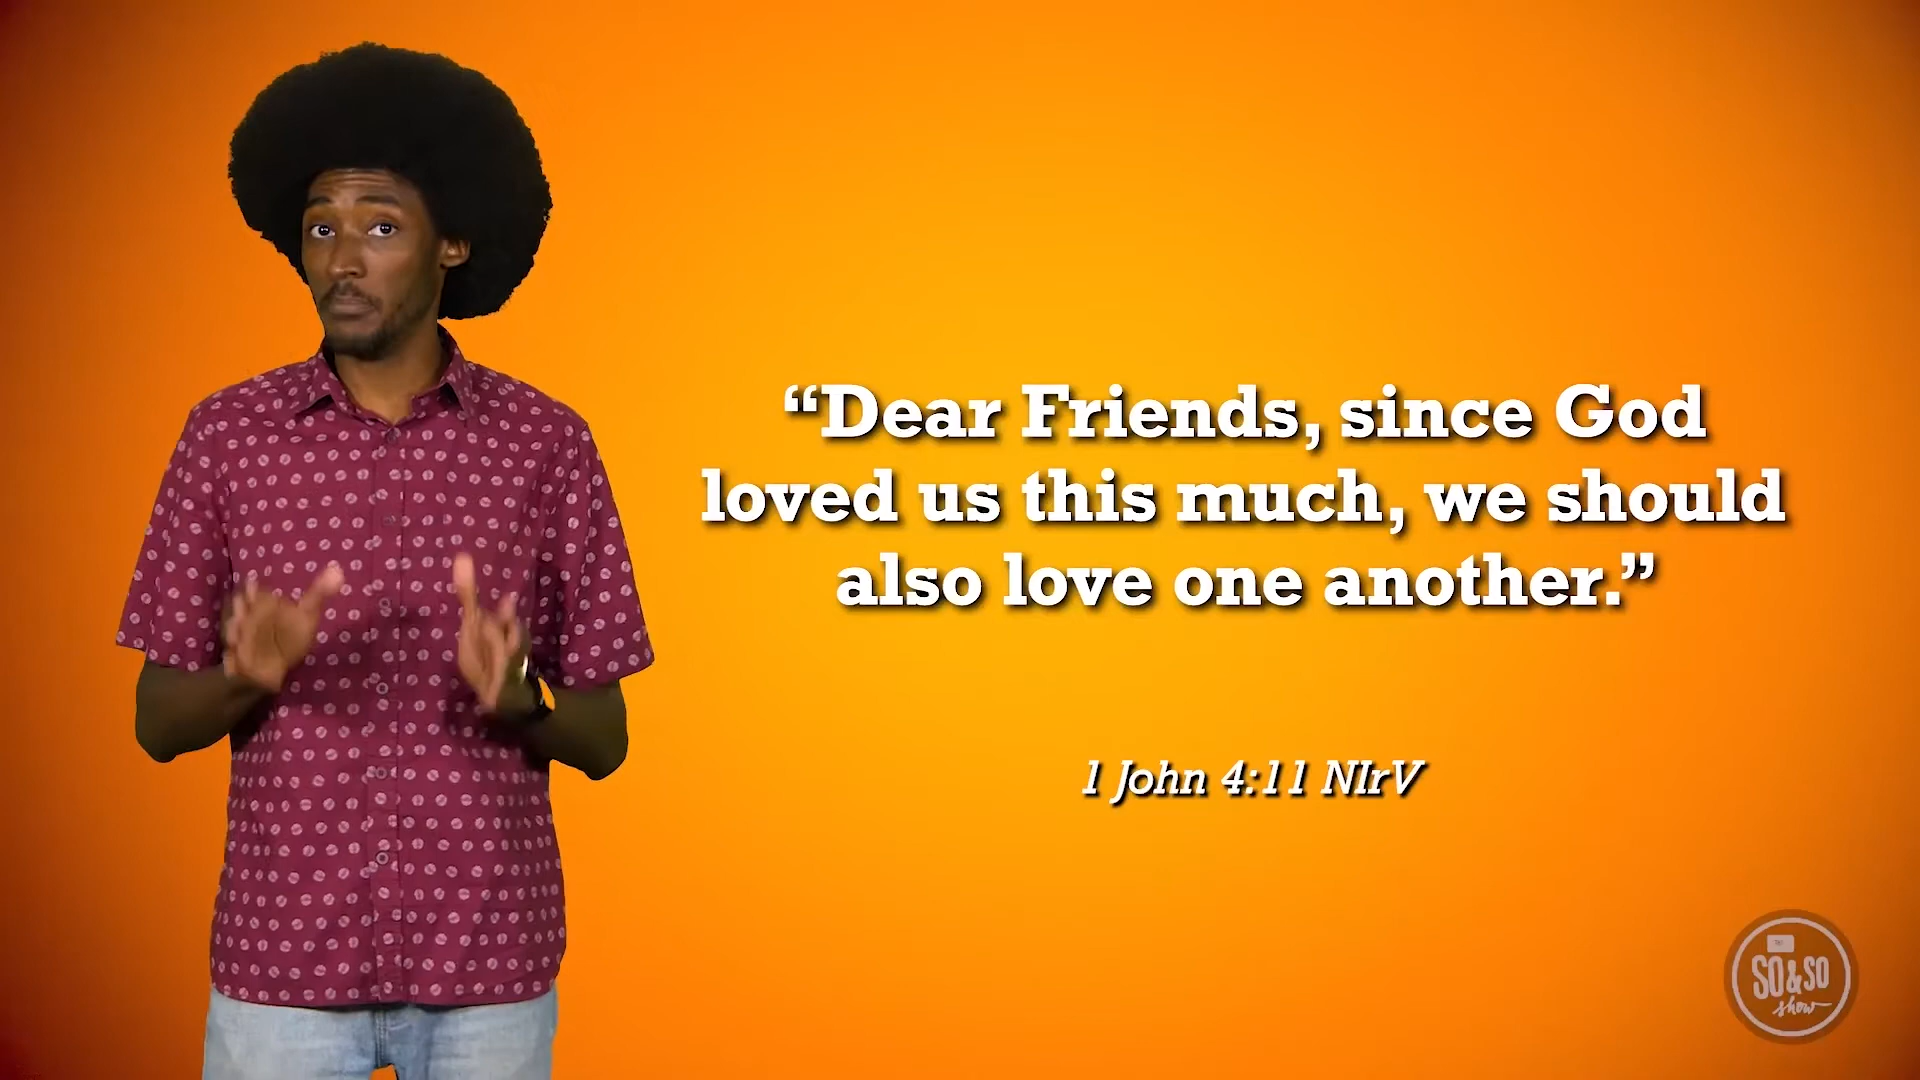 “Dear Friends, since God
loved us this much, we should
also love one another.”
1 John 4:11 NIrV
SO&SO
show